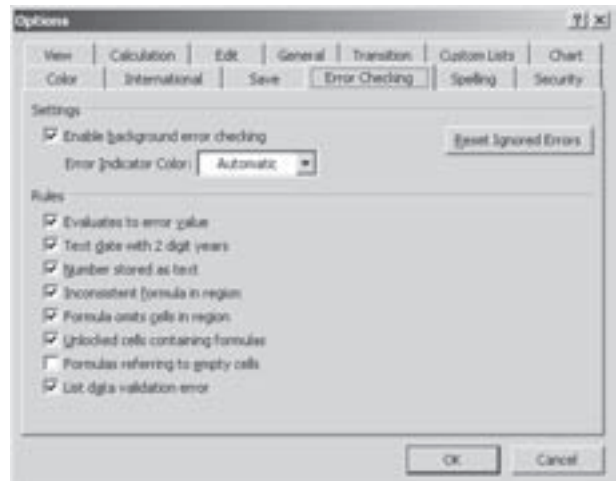 Options
View Calculation Edit General Transition Custom Lists Chart
Color International Save Error Checking Spelling Security
Settings
Enable background error checking
Reset Ignored Errors
Error Indicator Color: Automatic
Rules
Evaluates to error value
Text date with 2 digit years
Number stored as text
Inconsistent formula in region
Formula omits cells in region
Unlocked cells containing formulas
Formulas referring to empty cells
List data validation error
OK Cancel